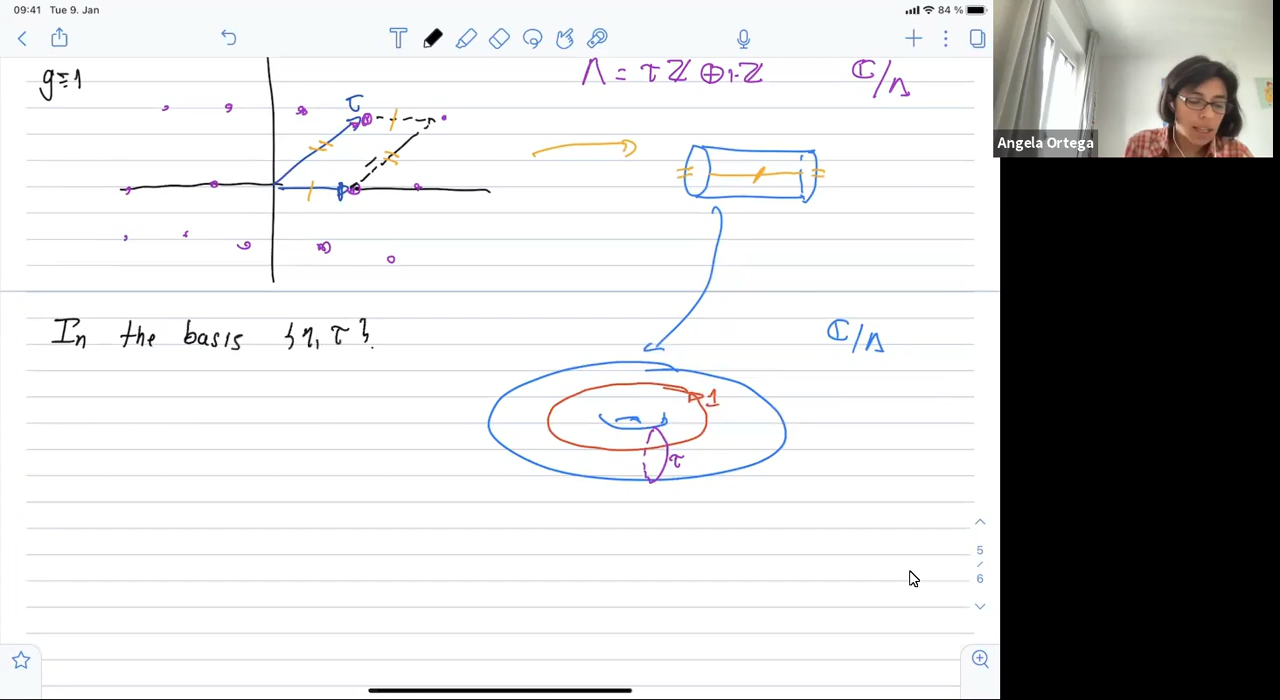 09:41 Tue 9. Jan
84 %
T
g=1
Λ = τℤ ⊕ 1·ℤ
ℂ/Λ
τ
Angela Ortega
In the basis {1, τ}.
ℂ/Λ
1
τ
5
6